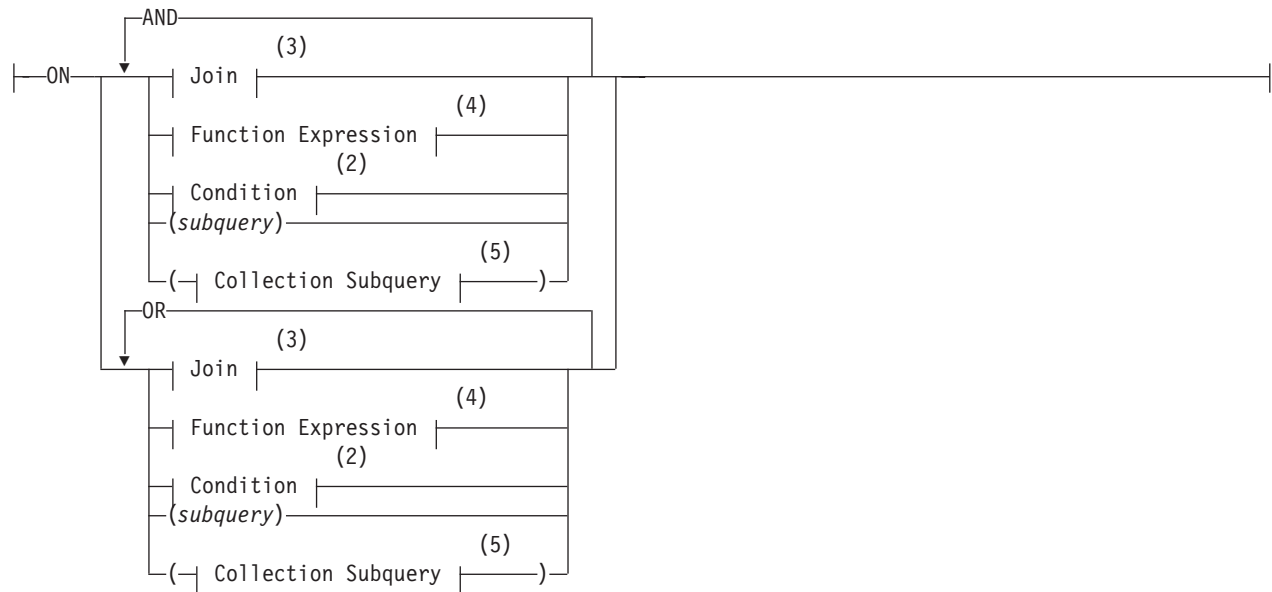 AND
(3)
ON Join
(4)
Function Expression
(2)
Condition
(subquery)
(5)
( Collection Subquery )
OR
(3)
Join
(4)
Function Expression
(2)
Condition
(subquery)
(5)
( Collection Subquery )